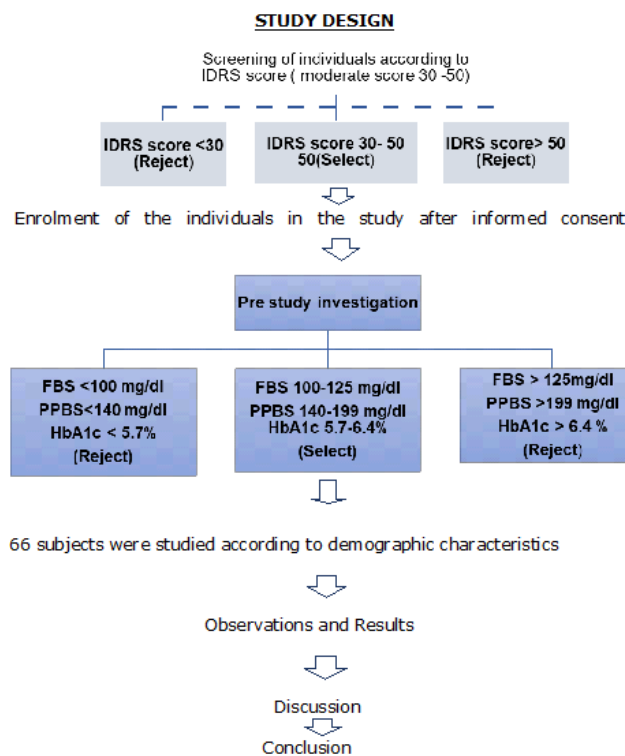 STUDY DESIGN
Screening of individuals according to
IDRS score ( moderate score 30 -50)
IDRS score <30
(Reject)
IDRS score 30- 50
50(Select)
IDRS score> 50
(Reject)
Enrolment of the individuals in the study after informed consent
Pre study investigation
FBS <100 mg/dl
PPBS<140 mg/dl
HbA1c < 5.7%
(Reject)
FBS 100-125 mg/dl
PPBS 140-199 mg/dl
HbA1c 5.7-6.4%
(Select)
FBS > 125mg/dl
PPBS >199 mg/dl
HbA1c > 6.4 %
(Reject)
66 subjects were studied according to demographic characteristics
Observations and Results
Discussion
Conclusion